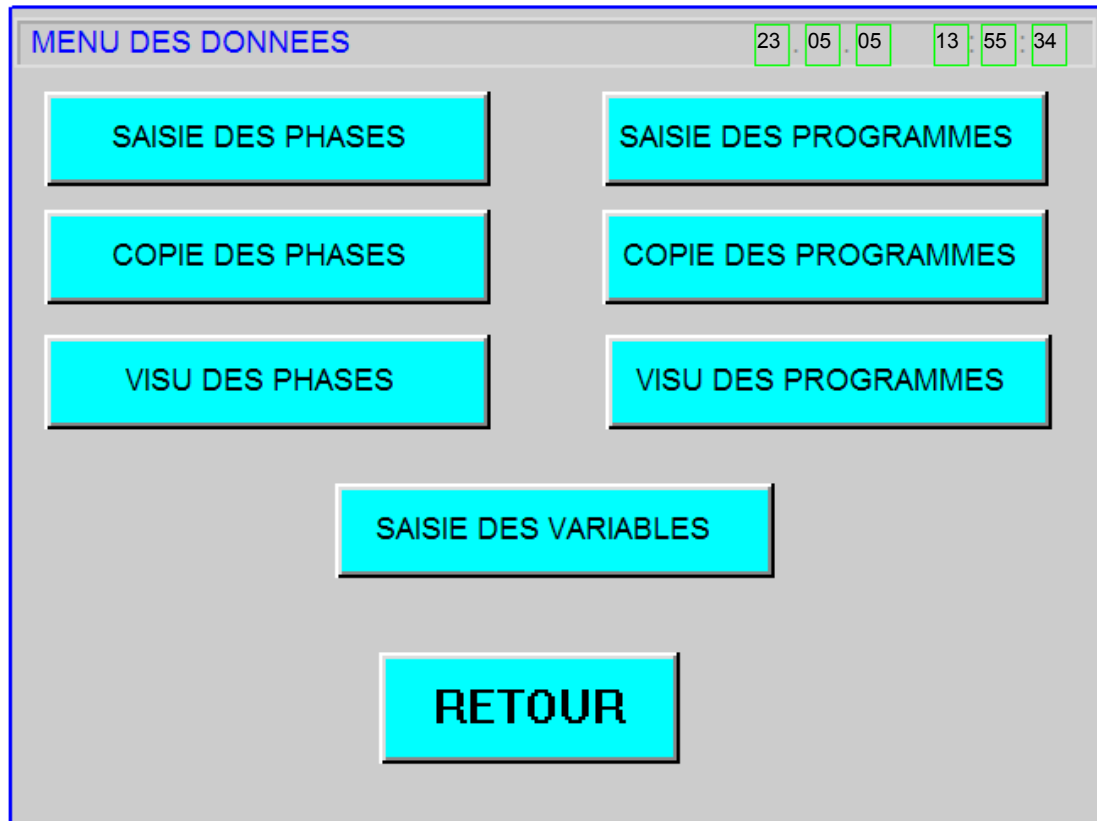 MENU DES DONNEES 23.05.05 13:55:34
SAISIE DES PHASES SAISIE DES PROGRAMMES
COPIE DES PHASES COPIE DES PROGRAMMES
VISU DES PHASES VISU DES PROGRAMMES
SAISIE DES VARIABLES
RETOUR